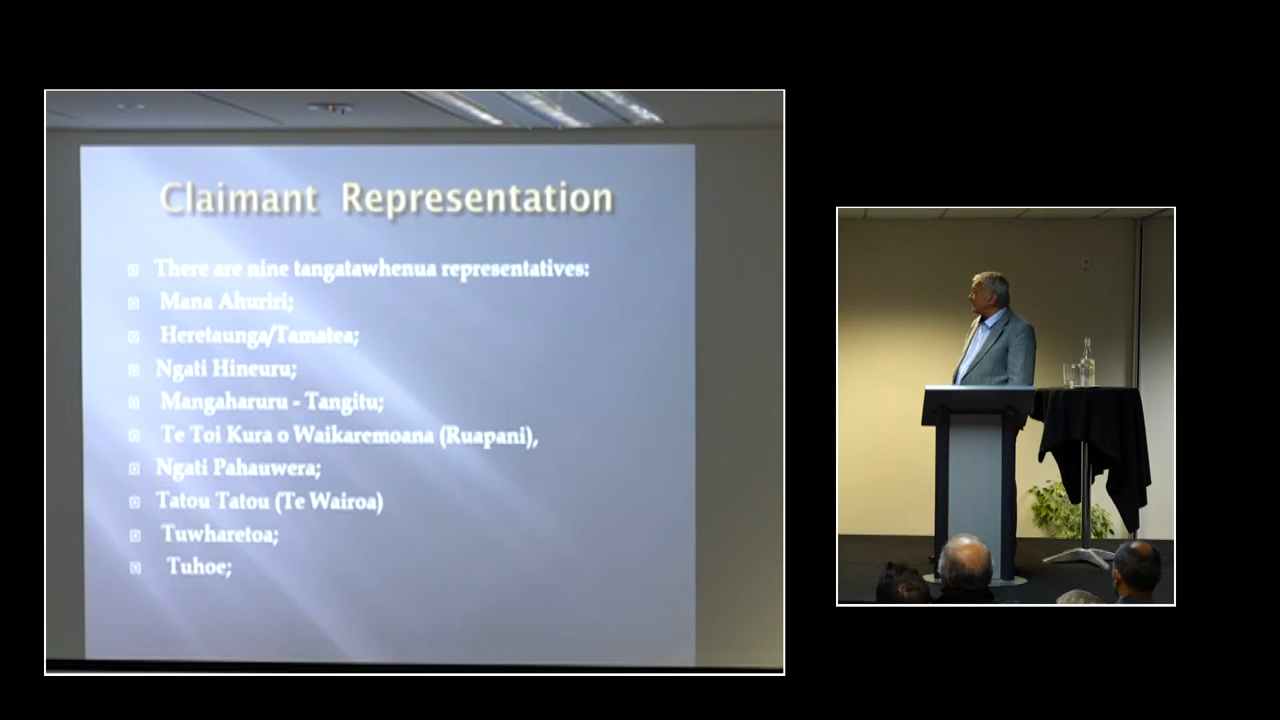 Claimant Representation
There are nine tangatawhenua representatives:
Mana Ahuriri;
Heretaunga/Tamatea;
Ngati Hineuru;
Mangaharuru - Tangitu;
Te Toi Kura o Waikaremoana (Ruapani),
Ngati Pahauwera;
Tatou Tatou (Te Wairoa)
Tuwharetoa;
Tuhoe;